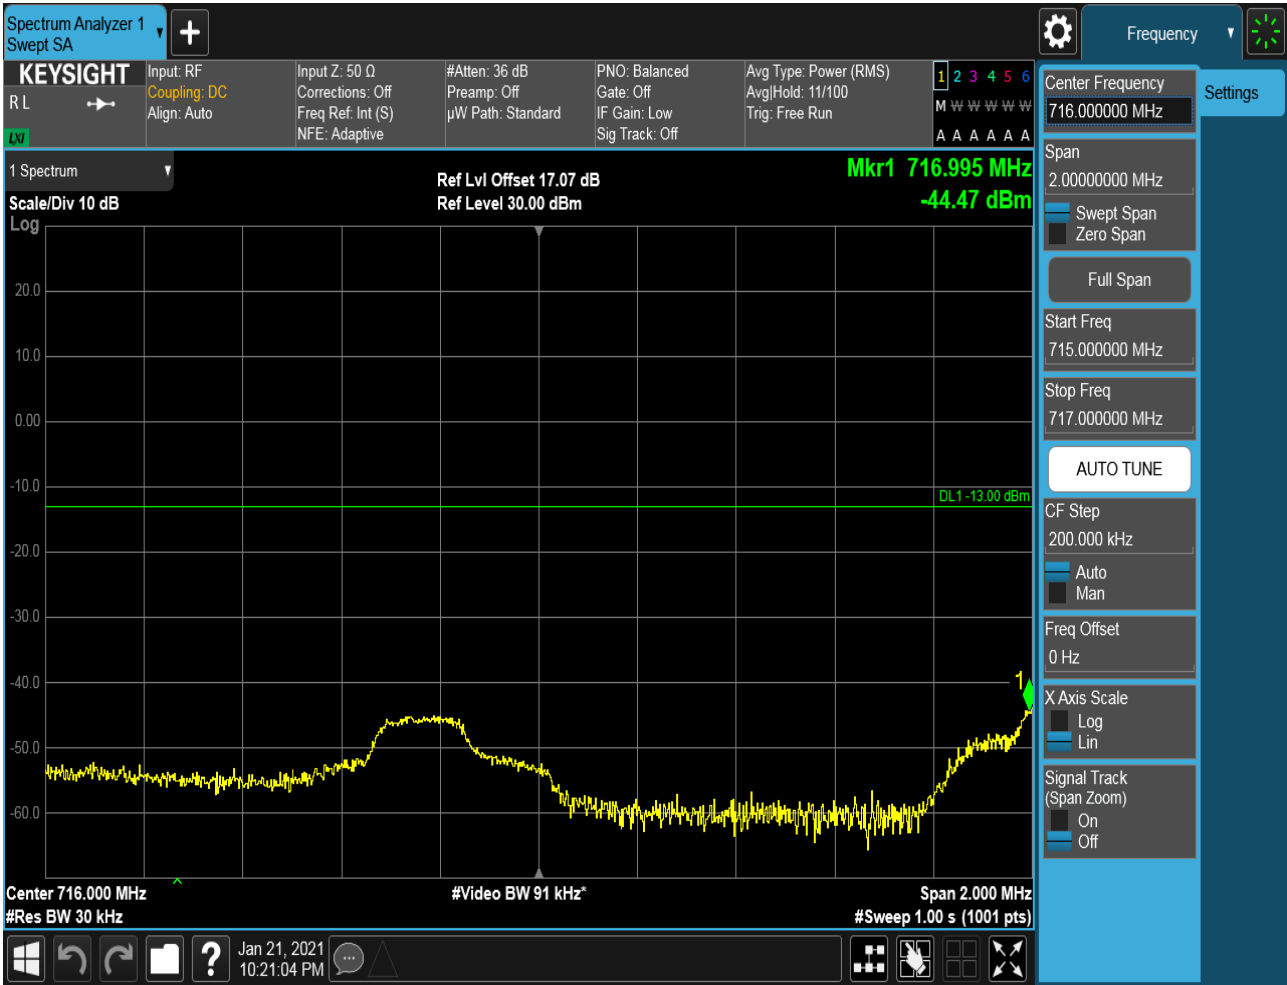 Spectrum Analyzer 1
Swept SA
Frequency
KEYSIGHT
R L
LXI
Input: RF
Coupling: DC
Align: Auto
Input Z: 50 Ω
Corrections: Off
Freq Ref: Int (S)
NFE: Adaptive
#Atten: 36 dB
Preamp: Off
µW Path: Standard
PNO: Balanced
Gate: Off
IF Gain: Low
Sig Track: Off
Avg Type: Power (RMS)
Avg|Hold: 11/100
Trig: Free Run
1 2 3 4 5 6
M W W W W W
A A A A A A
1 Spectrum
Scale/Div 10 dB
Log
Ref Lvl Offset 17.07 dB
Ref Level 30.00 dBm
Mkr1 716.995 MHz
-44.47 dBm
20.0
10.0
0.00
-10.0
DL1 -13.00 dBm
-20.0
-30.0
-40.0
1
-50.0
-60.0
Center 716.000 MHz
#Video BW 91 kHz*
Span 2.000 MHz
#Res BW 30 kHz
#Sweep 1.00 s (1001 pts)
Jan 21, 2021
10:21:04 PM
Center Frequency
716.000000 MHz
Settings
Span
2.00000000 MHz
Swept Span
Zero Span
Full Span
Start Freq
715.000000 MHz
Stop Freq
717.000000 MHz
AUTO TUNE
CF Step
200.000 kHz
Auto
Man
Freq Offset
0 Hz
X Axis Scale
Log
Lin
Signal Track
(Span Zoom)
On
Off